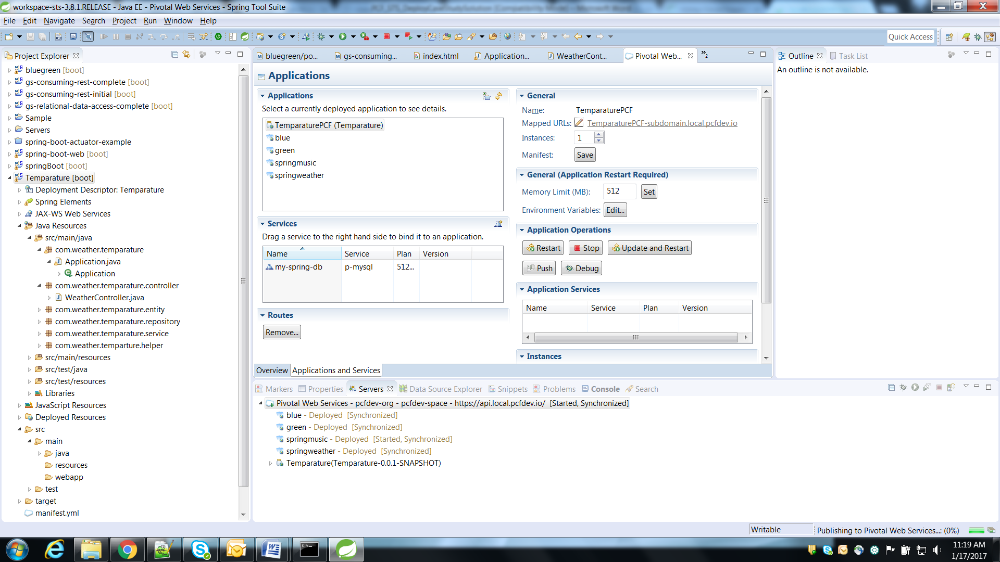 workspace-sts-3.8.1.RELEASE - Java EE - Pivotal Web Services - Spring Tool Suite
File Edit Navigate Search Project Run Window Help
Quick Access
Project Explorer
bluegreen [boot]
gs-consuming-rest-complete [boot]
gs-consuming-rest-initial [boot]
gs-relational-data-access-complete [boot]
Sample
Servers
spring-boot-actuator-example
spring-boot-web [boot]
springBoot [boot]
Temparature [boot]
Deployment Descriptor: Temparature
Spring Elements
JAX-WS Web Services
Java Resources
src/main/java
com.weather.temparature
Application.java
Application
com.weather.temparature.controller
WeatherController.java
com.weather.temparature.entity
com.weather.temparature.repository
com.weather.temparature.service
com.weather.temparture.helper
src/main/resources
src/test/java
src/test/resources
Libraries
JavaScript Resources
Deployed Resources
src
main
java
resources
webapp
test
target
manifest.yml
bluegreen/po... gs-consuming... index.html Application... WeatherCont... Pivotal Web... »2
Applications
Applications
Select a currently deployed application to see details.
TemparaturePCF (Temparature)
blue
green
springmusic
springweather
Services
Drag a service to the right hand side to bind it to an application.
Name Service Plan Version
my-spring-db p-mysql 512...
Routes
Remove...
General
Name: TemparaturePCF
Mapped URLs: TemparaturePCF-subdomain.local.pcfdev.io
Instances: 1
Manifest: Save
General (Application Restart Required)
Memory Limit (MB): 512 Set
Environment Variables: Edit...
Application Operations
Restart Stop Update and Restart
Push Debug
Application Services
Name Service Plan Version
Instances
Overview Applications and Services
Outline Task List
An outline is not available.
Markers Properties Servers Data Source Explorer Snippets Problems Console Search
Pivotal Web Services - pcfdev-org - pcfdev-space - https://api.local.pcfdev.io/ [Started, Synchronized]
blue - Deployed [Synchronized]
green - Deployed [Synchronized]
springmusic - Deployed [Started, Synchronized]
springweather - Deployed [Synchronized]
Temparature(Temparature-0.0.1-SNAPSHOT)
Writable Publishing to Pivotal Web Services...: (0%)
11:19 AM
1/17/2017